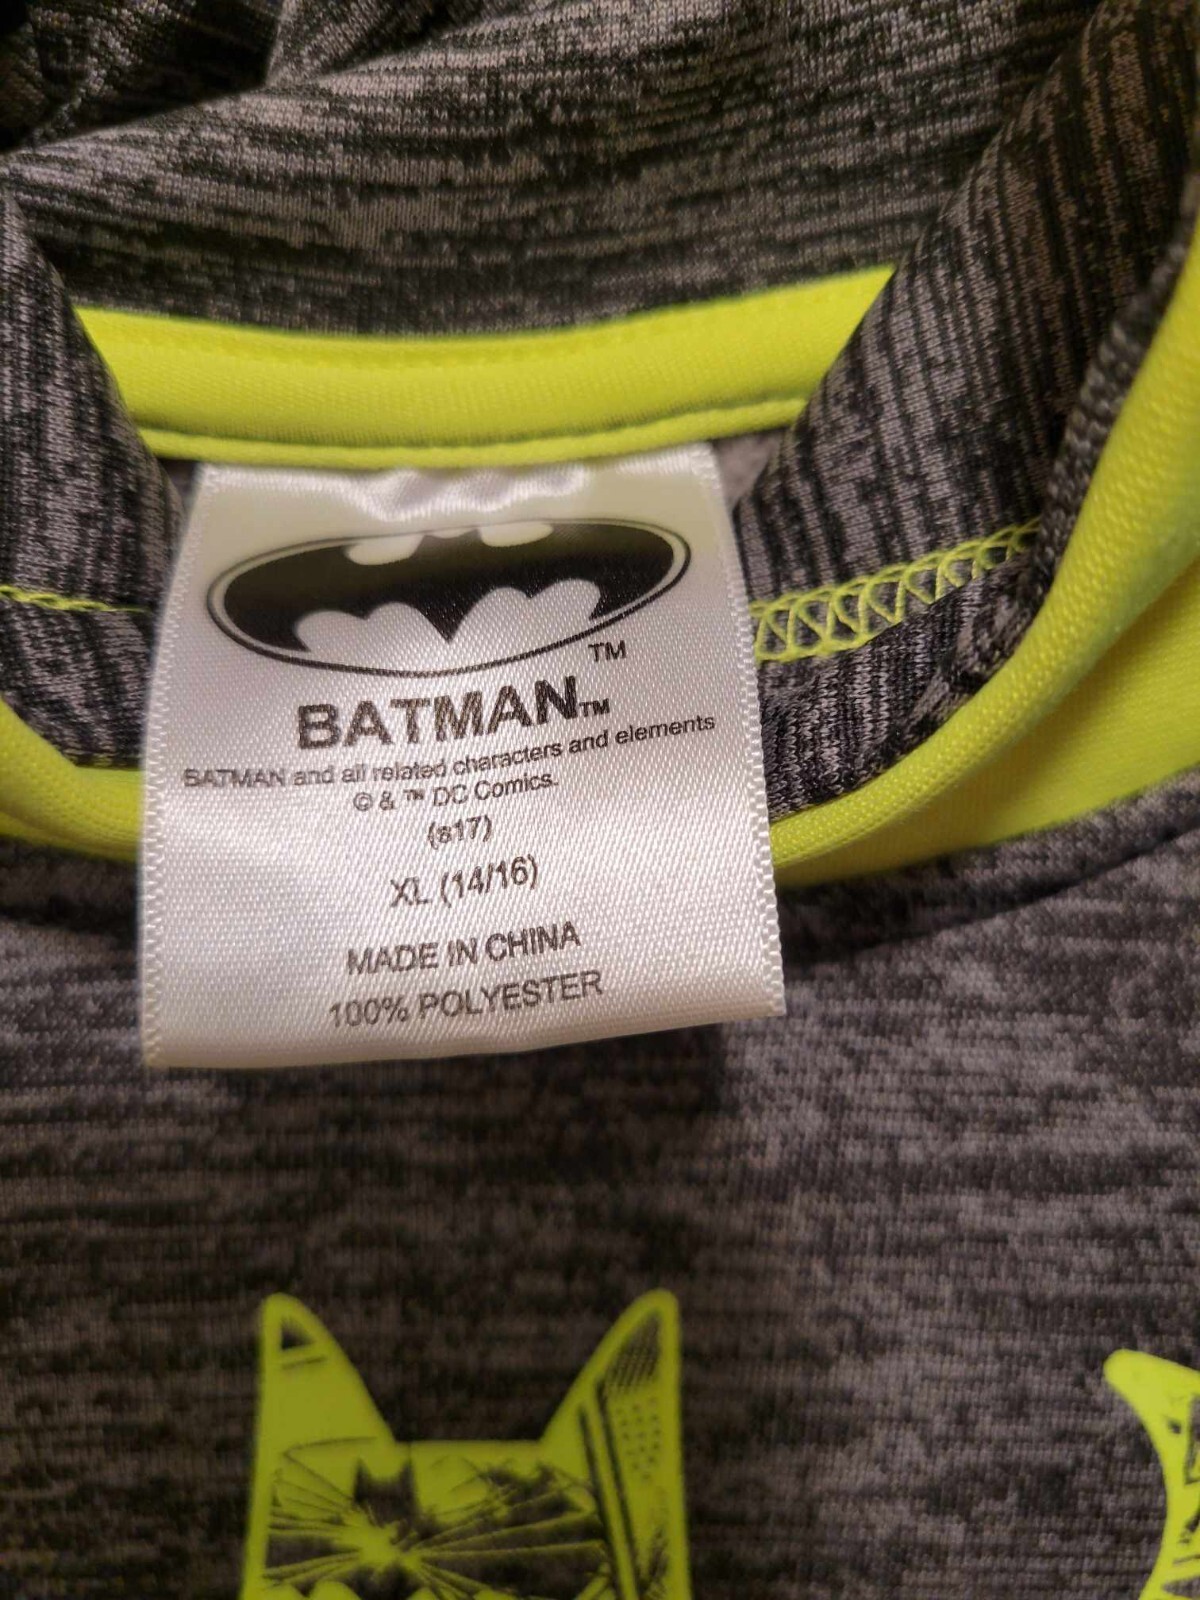 TM
BATMAN™
BATMAN and all related characters and elements
© & ™ DC Comics.
(s17)
XL (14/16)
MADE IN CHINA
100% POLYESTER